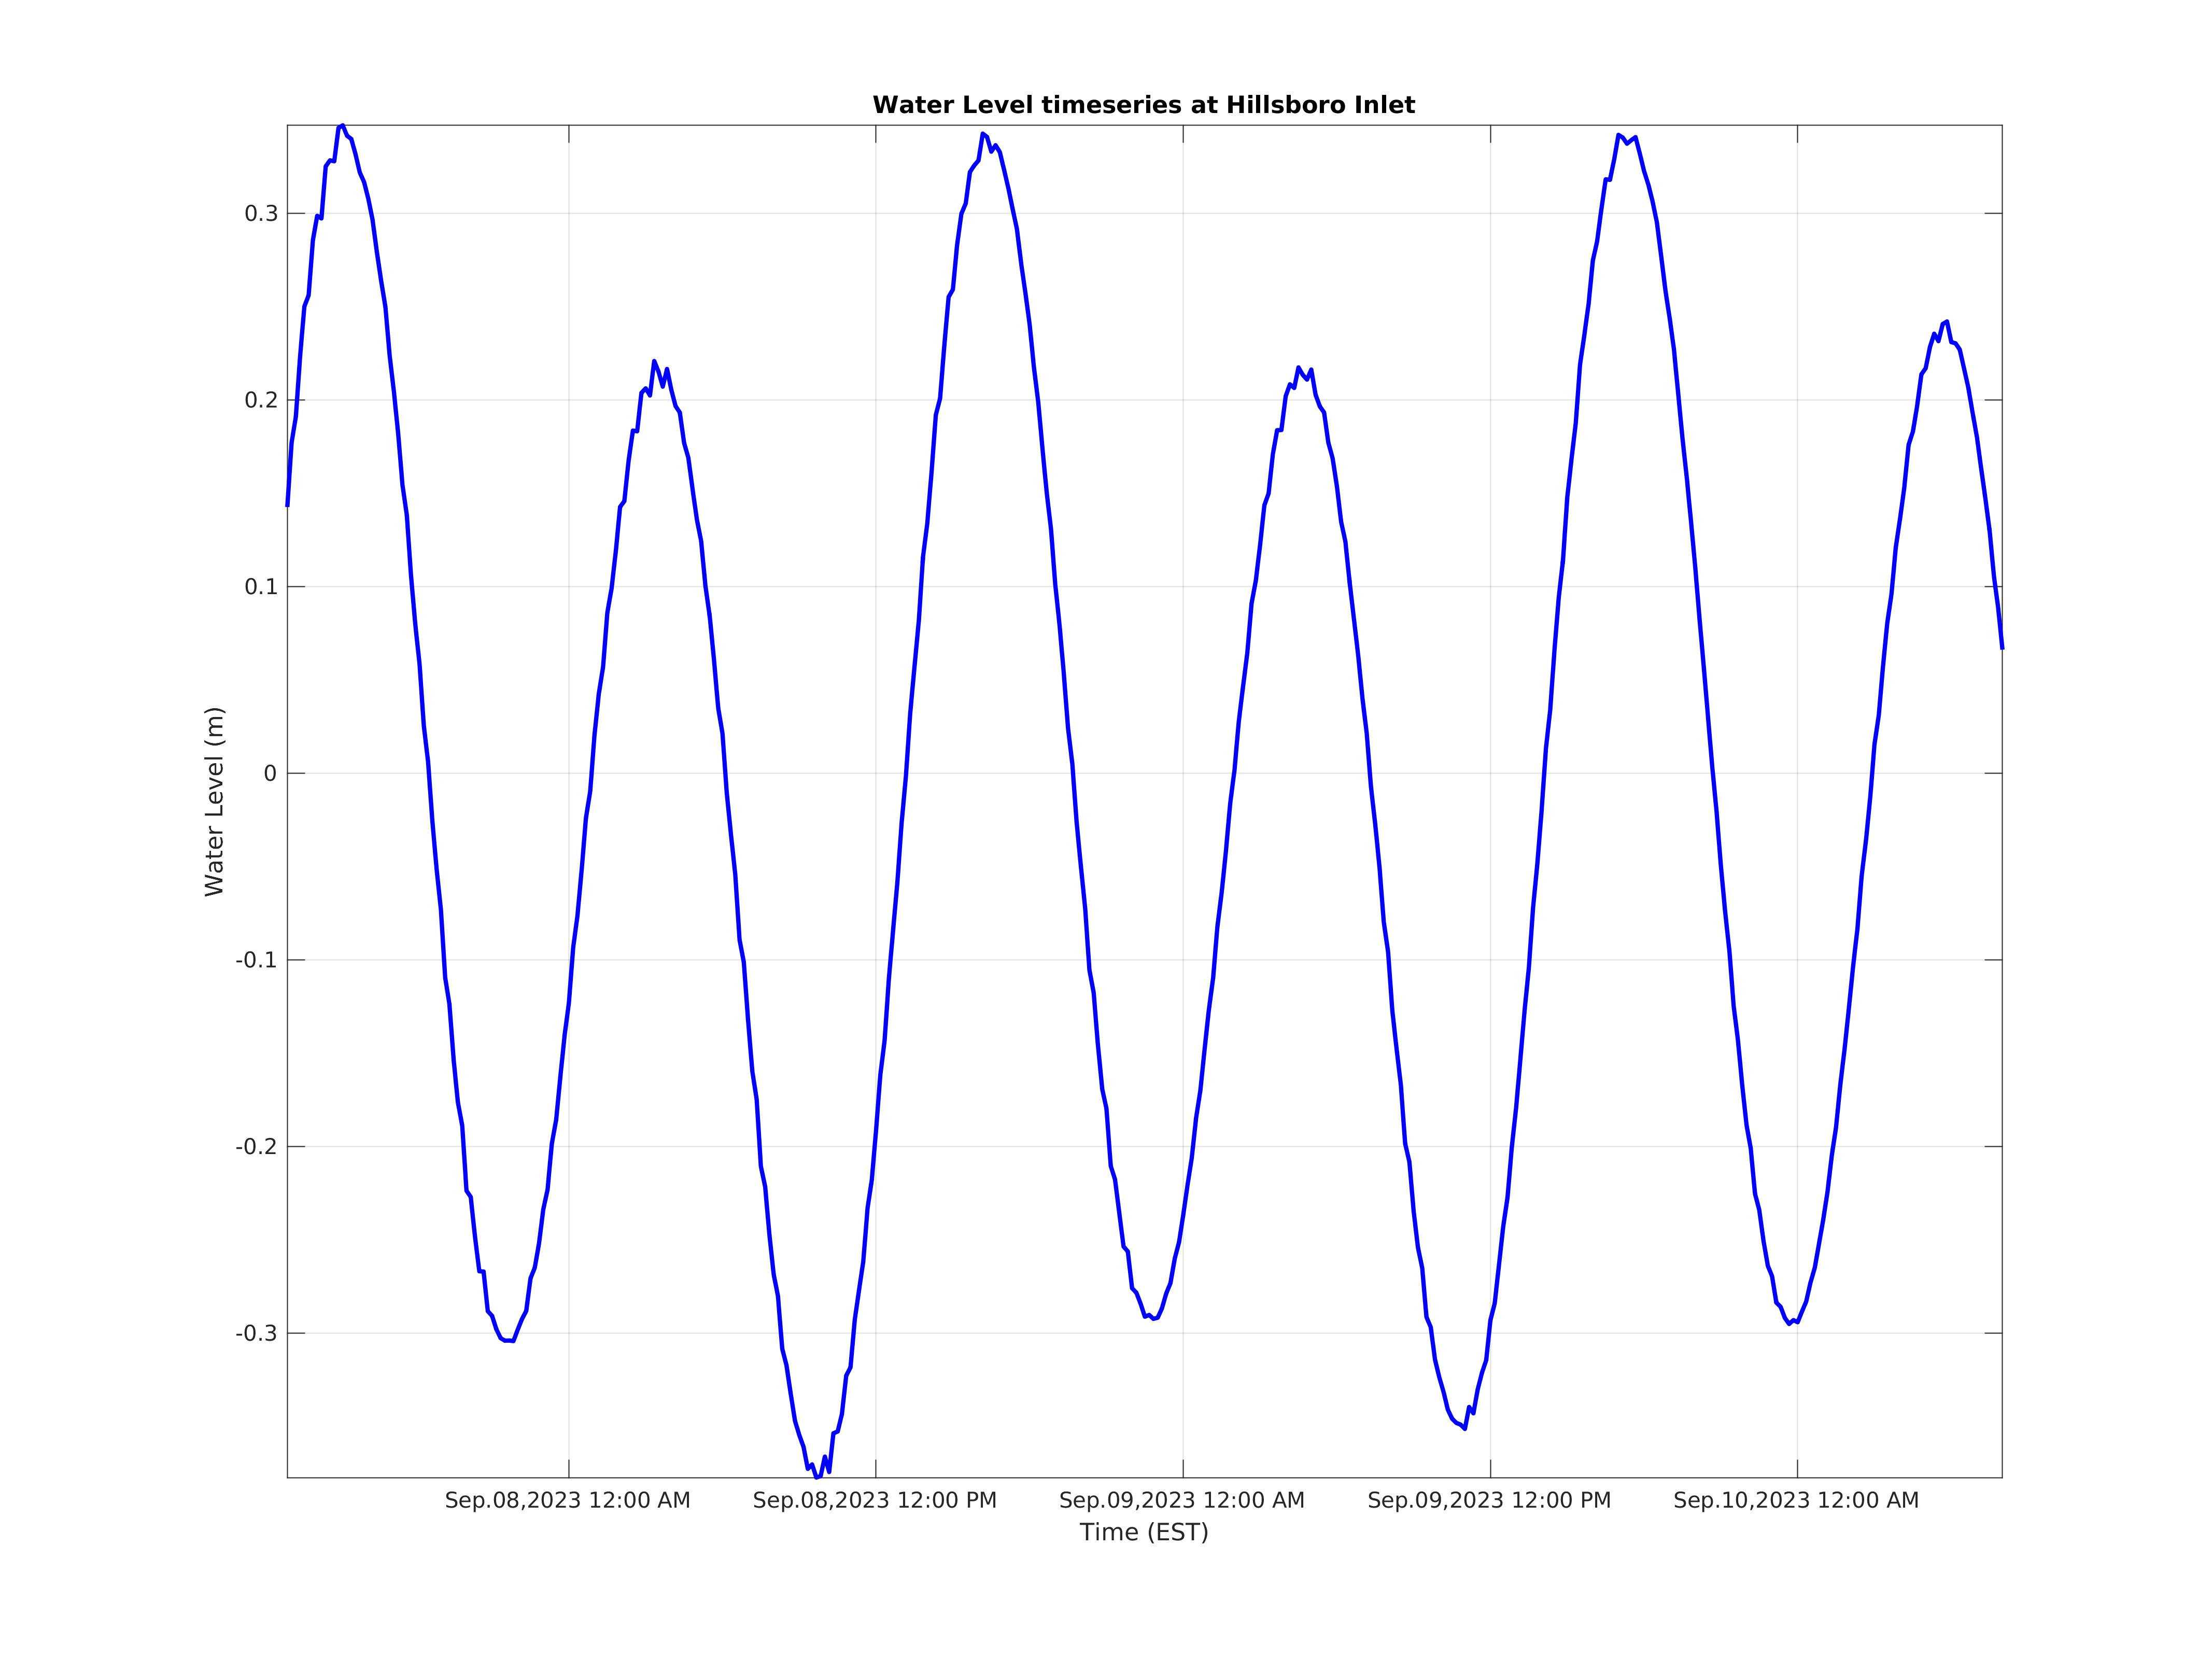 Water Level timeseries at Hillsboro Inlet
0.3
0.2
0.1
0
-0.1
-0.2
-0.3
Water Level (m)
Sep.08,2023 12:00 AM Sep.08,2023 12:00 PM Sep.09,2023 12:00 AM Sep.09,2023 12:00 PM Sep.10,2023 12:00 AM
Time (EST)